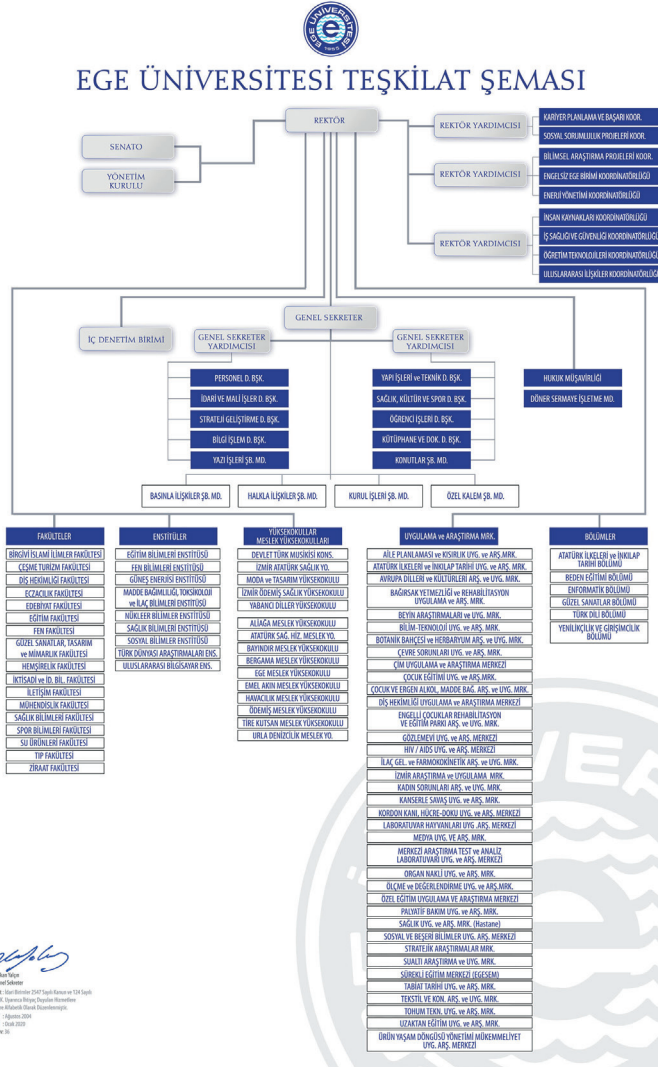 EGE ÜNİVERSİTESİ
1955
EGE ÜNİVERSİTESİ TEŞKİLAT ŞEMASI
REKTÖR
SENATO
YÖNETİM
KURULU
REKTÖR YARDIMCISI
KARİYER PLANLAMA VE BAŞARI KOOR.
SOSYAL SORUMLULUK PROJELERİ KOOR.
REKTÖR YARDIMCISI
BİLİMSEL ARAŞTIRMA PROJELERİ KOOR.
ENGELSİZ EGE BİRİMİ KOORDİNATÖRLÜĞÜ
ENERJİ YÖNETİMİ KOORDİNATÖRLÜĞÜ
REKTÖR YARDIMCISI
İNSAN KAYNAKLARI KOORDİNATÖRLÜĞÜ
İŞ SAĞLIĞI VE GÜVENLİĞİ KOORDİNATÖRLÜĞÜ
ÖĞRETİM TEKNOLOJİLERİ KOORDİNATÖRLÜĞÜ
ULUSLARARASI İLİŞKİLER KOORDİNATÖRLÜĞÜ
GENEL SEKRETER
İÇ DENETİM BİRİMİ
GENEL SEKRETER
YARDIMCISI
GENEL SEKRETER
YARDIMCISI
PERSONEL D. BŞK.
İDARİ VE MALİ İŞLER D. BŞK.
STRATEJİ GELİŞTİRME D. BŞK.
BİLGİ İŞLEM D. BŞK.
YAZI İŞLERİ ŞB. MD.
YAPI İŞLERİ ve TEKNİK D. BŞK.
SAĞLIK, KÜLTÜR VE SPOR D. BŞK.
ÖĞRENCİ İŞLERİ D. BŞK.
KÜTÜPHANE VE DOK. D. BŞK.
KONUTLAR ŞB. MD.
HUKUK MÜŞAVİRLİĞİ
DÖNER SERMAYE İŞLETME MD.
BASINLA İLİŞKİLER ŞB. MD.
HALKLA İLİŞKİLER ŞB. MD.
KURUL İŞLERİ ŞB. MD.
ÖZEL KALEM ŞB. MD.
FAKÜLTELER
BİRGİVİ İSLAMİ İLİMLER FAKÜLTESİ
ÇEŞME TURİZM FAKÜLTESİ
DİŞ HEKİMLİĞİ FAKÜLTESİ
ECZACILIK FAKÜLTESİ
EDEBİYAT FAKÜLTESİ
EĞİTİM FAKÜLTESİ
FEN FAKÜLTESİ
GÜZEL SANATLAR, TASARIM
ve MİMARLIK FAKÜLTESİ
HEMŞİRELİK FAKÜLTESİ
İKTİSADİ ve İD. BİL. FAKÜLTESİ
İLETİŞİM FAKÜLTESİ
MÜHENDİSLİK FAKÜLTESİ
SAĞLIK BİLİMLERİ FAKÜLTESİ
SPOR BİLİMLERİ FAKÜLTESİ
SU ÜRÜNLERİ FAKÜLTESİ
TIP FAKÜLTESİ
ZİRAAT FAKÜLTESİ
ENSTİTÜLER
EĞİTİM BİLİMLERİ ENSTİTÜSÜ
FEN BİLİMLERİ ENSTİTÜSÜ
GÜNEŞ ENERJİSİ ENSTİTÜSÜ
MADDE BAĞIMLILIĞI, TOKSİKOLOJİ
ve İLAÇ BİLİMLERİ ENSTİTÜSÜ
NÜKLEER BİLİMLER ENSTİTÜSÜ
SAĞLIK BİLİMLERİ ENSTİTÜSÜ
SOSYAL BİLİMLER ENSTİTÜSÜ
TÜRK DÜNYASI ARAŞTIRMALARI ENS.
ULUSLARARASI BİLGİSAYAR ENS.
YÜKSEKOKULLAR
MESLEK YÜKSEKOKULLARI
DEVLET TÜRK MUSİKİSİ KONS.
İZMİR ATATÜRK SAĞLIK YO.
MODA ve TASARIM YÜKSEKOKULU
İZMİR ÖDEMİŞ SAĞLIK YÜKSEKOKULU
YABANCI DİLLER YÜKSEKOKULU
ALİAĞA MESLEK YÜKSEKOKULU
ATATÜRK SAĞ. HİZ. MESLEK YO.
BAYINDIR MESLEK YÜKSEKOKULU
BERGAMA MESLEK YÜKSEKOKULU
EGE MESLEK YÜKSEKOKULU
EMEL AKIN MESLEK YÜKSEKOKULU
HAVACILIK MESLEK YÜKSEKOKULU
ÖDEMİŞ MESLEK YÜKSEKOKULU
TİRE KUTSAN MESLEK YÜKSEKOKULU
URLA DENİZCİLİK MESLEK YO.
UYGULAMA ve ARAŞTIRMA MRK.
AİLE PLANLAMASI ve KISIRLIK UYG. ve ARŞ.MRK.
ATATÜRK İLKELERİ ve İNKILAP TARİHİ UYG. ve ARŞ. MRK.
AVRUPA DİLLERİ ve KÜLTÜRLERİ ARŞ. ve UYG. MRK.
BAĞIRSAK YETMEZLİĞİ ve REHABİLİTASYON
UYGULAMA ve ARŞ. MRK.
BEYİN ARAŞTIRMALARI ve UYG. MRK.
BİLİM-TEKNOLOJİ UYG. ve ARŞ. MRK.
BOTANİK BAHÇESİ ve HERBARYUM ARŞ. ve UYG. MRK.
ÇEVRE SORUNLARI UYG. ve ARŞ. MRK.
ÇİM UYGULAMA ve ARAŞTIRMA MERKEZİ
ÇOCUK EĞİTİMİ UYG. ve ARŞ.MRK.
ÇOCUK VE ERGEN ALKOL, MADDE BAĞ. ARŞ. ve UYG. MRK.
DİŞ HEKİMLİĞİ UYGULAMA ve ARAŞTIRMA MERKEZİ
ENGELLİ ÇOCUKLAR REHABİLİTASYON
VE EĞİTİM PARKI ARŞ. ve UYG. MRK.
GÖZLEMEVİ UYG. ve ARŞ. MERKEZİ
HIV / AIDS UYG. ve ARŞ. MERKEZİ
İLAÇ GEL. ve FARMOKOKİNETİK ARŞ. ve UYG. MRK.
İZMİR ARAŞTIRMA ve UYGULAMA MRK.
KADIN SORUNLARI ARŞ. ve UYG. MRK.
KANSERLE SAVAŞ UYG. ve ARŞ. MRK.
KORDON KANI, HÜCRE-DOKU UYG. ve ARŞ. MERKEZİ
LABORATUVAR HAYVANLARI UYG .ARŞ. MERKEZİ
MEDYA UYG. VE ARŞ. MRK.
MERKEZİ ARAŞTIRMA TEST ve ANALİZ
LABORATUVARI UYG. ve ARŞ. MERKEZİ
ORGAN NAKLİ UYG. ve ARŞ. MRK.
ÖLÇME ve DEĞERLENDİRME UYG. ve ARŞ.MRK.
ÖZEL EĞİTİM UYGULAMA VE ARAŞTIRMA MERKEZİ
PALYATİF BAKIM UYG. ve ARŞ. MRK.
SAĞLIK UYG. ve ARŞ. MRK. (Hastane)
SOSYAL VE BEŞERİ BİLİMLER UYG. ARŞ. MERKEZİ
STRATEJİK ARAŞTIRMALAR MRK.
SUALTI ARAŞTIRMA ve UYG. MRK.
SÜREKLİ EĞİTİM MERKEZİ (EGESEM)
TABİAT TARİHİ UYG. ve ARŞ. MRK.
TEKSTİL VE KON. ARŞ. ve UYG. MRK.
TOHUM TEKN. UYG. ve ARŞ. MRK.
UZAKTAN EĞİTİM UYG. ve ARŞ. MRK.
ÜRÜN YAŞAM DÖNGÜSÜ YÖNETİMİ MÜKEMMELİYET
UYG. ARŞ. MERKEZİ
BÖLÜMLER
ATATÜRK İLKELERİ ve İNKILAP
TARİHİ BÖLÜMÜ
BEDEN EĞİTİMİ BÖLÜMÜ
ENFORMATİK BÖLÜMÜ
GÜZEL SANATLAR BÖLÜMÜ
TÜRK DİLİ BÖLÜMÜ
YENİLİKÇİLİK VE GİRİŞİMCİLİK
BÖLÜMÜ
Yalçın
Sekreter
: İdari Birimler 2547 Sayılı Kanun ve 124 Sayılı
Uyarınca İhtiyaç Duyulan Hizmetlere
Alfabetik Olarak Düzenlenmiştir.
: Ağustos 2004
: Ocak 2020